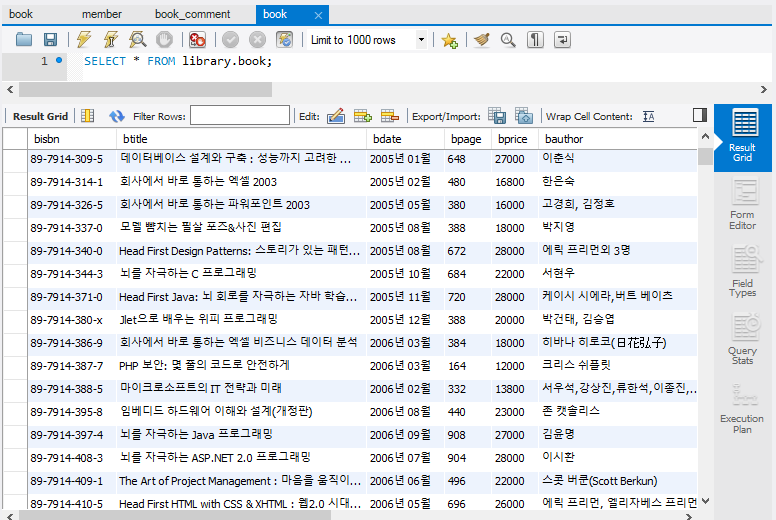 book member book_comment book
Limit to 1000 rows
1 SELECT * FROM library.book;
Result Grid Filter Rows: Edit: Export/Import: Wrap Cell Content:
bisbn btitle bdate bpage bprice bauthor
89-7914-309-5 데이터베이스 설계와 구축 : 성능까지 고려한 ... 2005년 01월 648 27000 이춘식
89-7914-314-1 회사에서 바로 통하는 엑셀 2003 2005년 02월 480 16800 한은숙
89-7914-326-5 회사에서 바로 통하는 파워포인트 2003 2005년 05월 380 16000 고경희, 김정호
89-7914-337-0 모델 뺨치는 필살 포즈&사진 편집 2005년 08월 388 18000 박지영
89-7914-340-0 Head First Design Patterns: 스토리가 있는 패턴... 2005년 08월 672 28000 에릭 프리먼외 3명
89-7914-344-3 뇌를 자극하는 C 프로그래밍 2005년 10월 684 22000 서현우
89-7914-371-0 Head First Java: 뇌 회로를 자극하는 자바 학습... 2005년 11월 720 28000 케이시 시에라,버트 베이츠
89-7914-380-x Jlet으로 배우는 위피 프로그래밍 2005년 12월 388 20000 박건태, 김승엽
89-7914-386-9 회사에서 바로 통하는 엑셀 비즈니스 데이터 분석 2006년 03월 384 18000 히바나 히로코(日花弘子)
89-7914-387-7 PHP 보안: 몇 줄의 코드로 안전하게 2006년 03월 164 12000 크리스 쉬플릿
89-7914-388-5 마이크로소프트의 IT 전략과 미래 2006년 02월 332 13800 서우석,강상진,류한석,이종진,...
89-7914-395-8 임베디드 하드웨어 이해와 설계(개정판) 2006년 08월 440 23000 존 캣솔리스
89-7914-397-4 뇌를 자극하는 Java 프로그래밍 2006년 09월 908 27000 김윤명
89-7914-408-3 뇌를 자극하는 ASP.NET 2.0 프로그래밍 2006년 07월 904 28000 이시환
89-7914-409-1 The Art of Project Management : 마음을 움직이... 2006년 06월 496 22000 스콧 버쿤(Scott Berkun)
89-7914-410-5 Head First HTML with CSS & XHTML : 웹2.0 시대... 2006년 05월 696 26000 에릭 프리먼, 엘리자베스 프리먼
Result
Grid
Form
Editor
Field
Types
Query
Stats
Execution
Plan